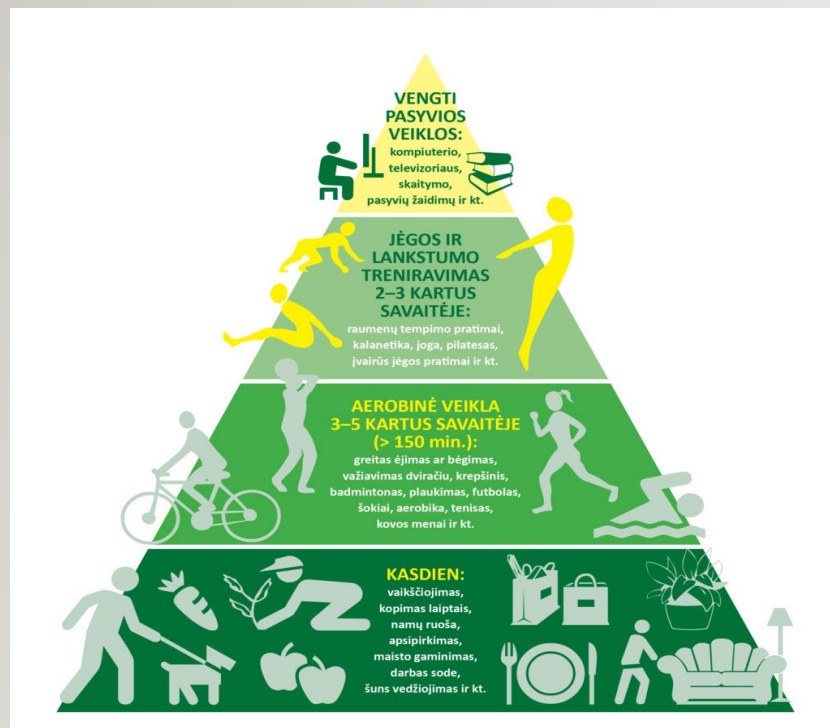 VENGTI
PASYVIOS
VEIKLOS:
kompiuterio,
televizoriaus,
skaitymo,
pasyvių žaidimų ir kt.
JĖGOS IR
LANKSTUMO
TRENIRAVIMAS
2–3 KARTUS
SAVAITĖJE:
raumenų tempimo pratimai,
kalanetika, joga, pilatesas,
įvairūs jėgos pratimai ir kt.
AEROBINĖ VEIKLA
3–5 KARTUS SAVAITĖJE
(> 150 min.):
greitas ėjimas ar bėgimas,
važiavimas dviračiu, krepšinis,
badmintonas, plaukimas, futbolas,
šokiai, aerobika, tenisas,
kovos menai ir kt.
KASDIEN:
vaikščiojimas,
kopimas laiptais,
namų ruoša,
apsipirkimas,
maisto gaminimas,
darbas sode,
šuns vedžiojimas ir kt.